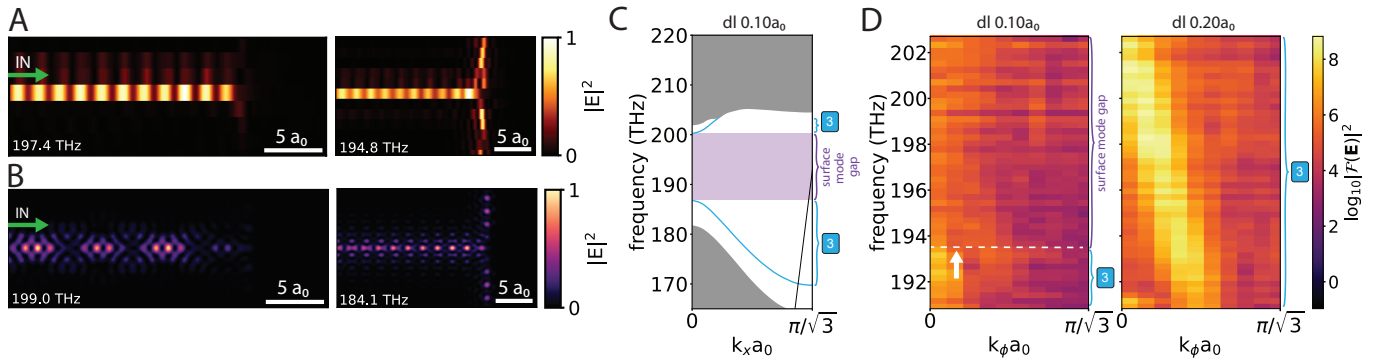 A
IN
197.4 THz
5 a₀
194.8 THz
5 a₀
1
0
|E|²
B
IN
199.0 THz
5 a₀
184.1 THz
5 a₀
1
0
|E|²
C
dl 0.10a₀
frequency (THz)
220
210
200
190
180
170
3
surface
mode
gap
3
0
π/√3
kₓa₀
D
dl 0.10a₀
frequency (THz)
202
200
198
196
194
192
surface mode gap
3
0
π/√3
k_ϕa₀
dl 0.20a₀
3
0
π/√3
k_ϕa₀
8
6
4
2
0
log₁₀|ℱ(E)|²